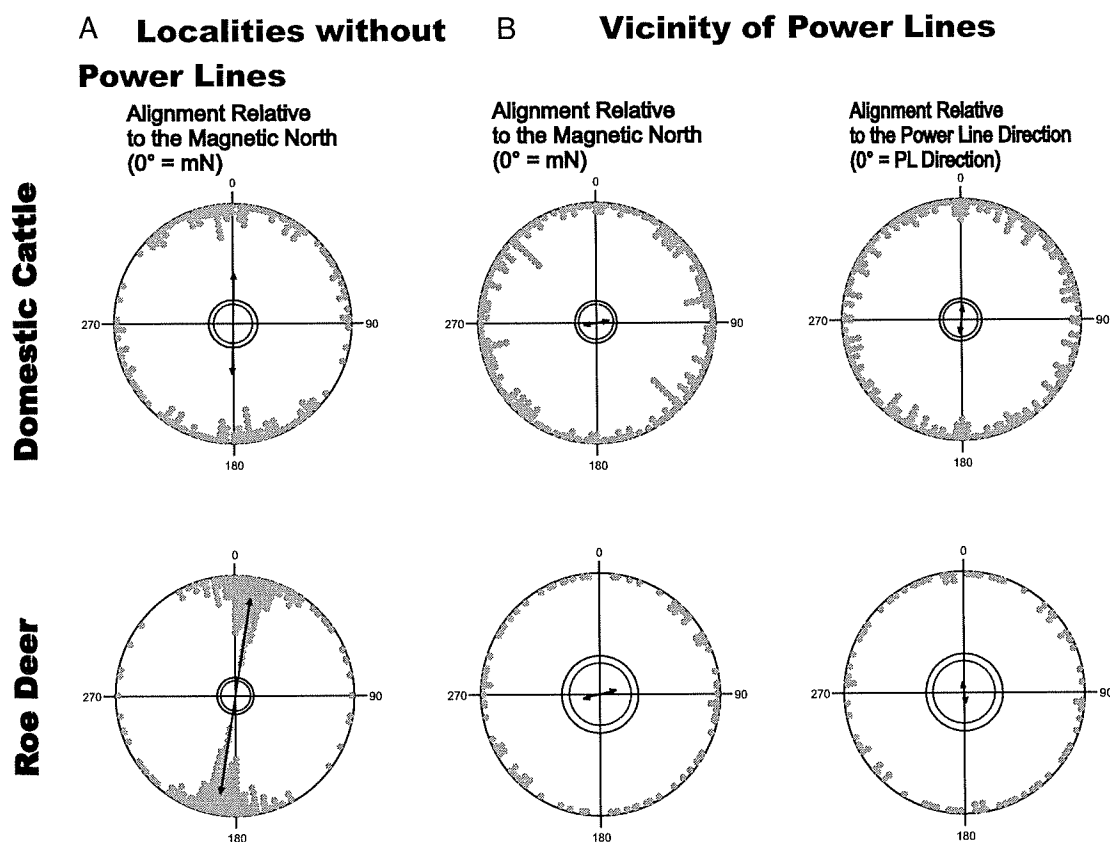 A Localities without
Power Lines
B Vicinity of Power Lines
Alignment Relative
to the Magnetic North
(0° = mN)
Alignment Relative
to the Magnetic North
(0° = mN)
Alignment Relative
to the Power Line Direction
(0° = PL Direction)
Domestic Cattle
0
270
90
180
0
270
90
180
0
270
90
180
Roe Deer
0
270
90
180
0
270
90
180
0
270
90
180